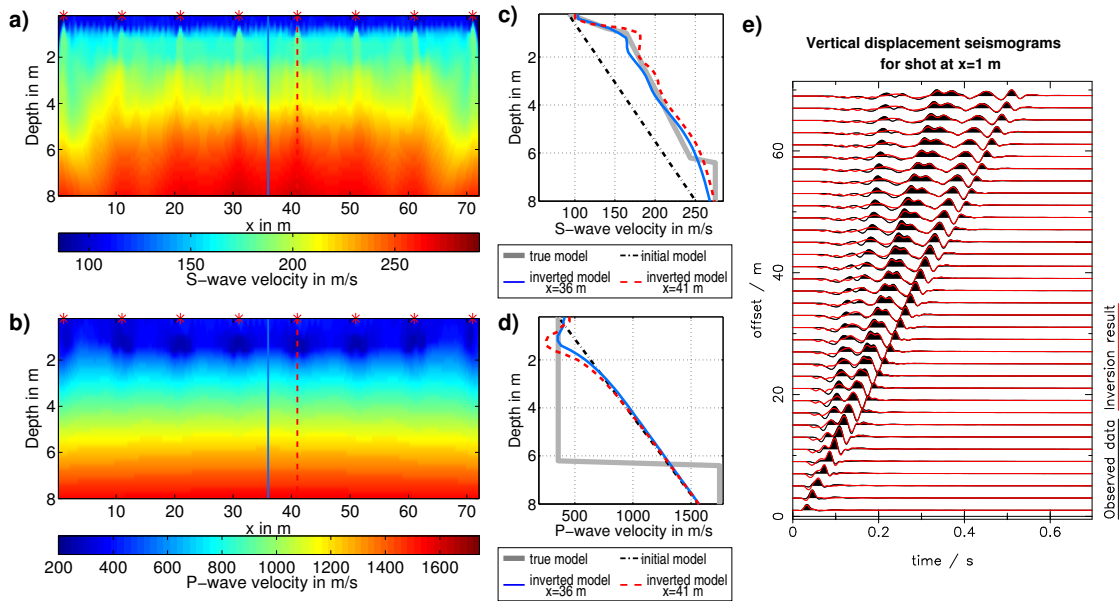 a)
Depth in m
2
4
6
8
10 20 30 40 50 60 70
x in m
100 150 200 250
S-wave velocity in m/s
b)
Depth in m
2
4
6
8
10 20 30 40 50 60 70
x in m
200 400 600 800 1000 1200 1400 1600
P-wave velocity in m/s
c)
Depth in m
0
2
4
6
8
50 100 150 200 250
S-wave velocity in m/s
true model initial model
inverted model inverted model
x=36 m x=41 m
d)
Depth in m
0
2
4
6
8
500 1000 1500
P-wave velocity in m/s
true model initial model
inverted model inverted model
x=36 m x=41 m
e)
Vertical displacement seismograms
for shot at x=1 m
offset / m
60
40
20
0
0 0.2 0.4 0.6
time / s
Observed data Inversion result